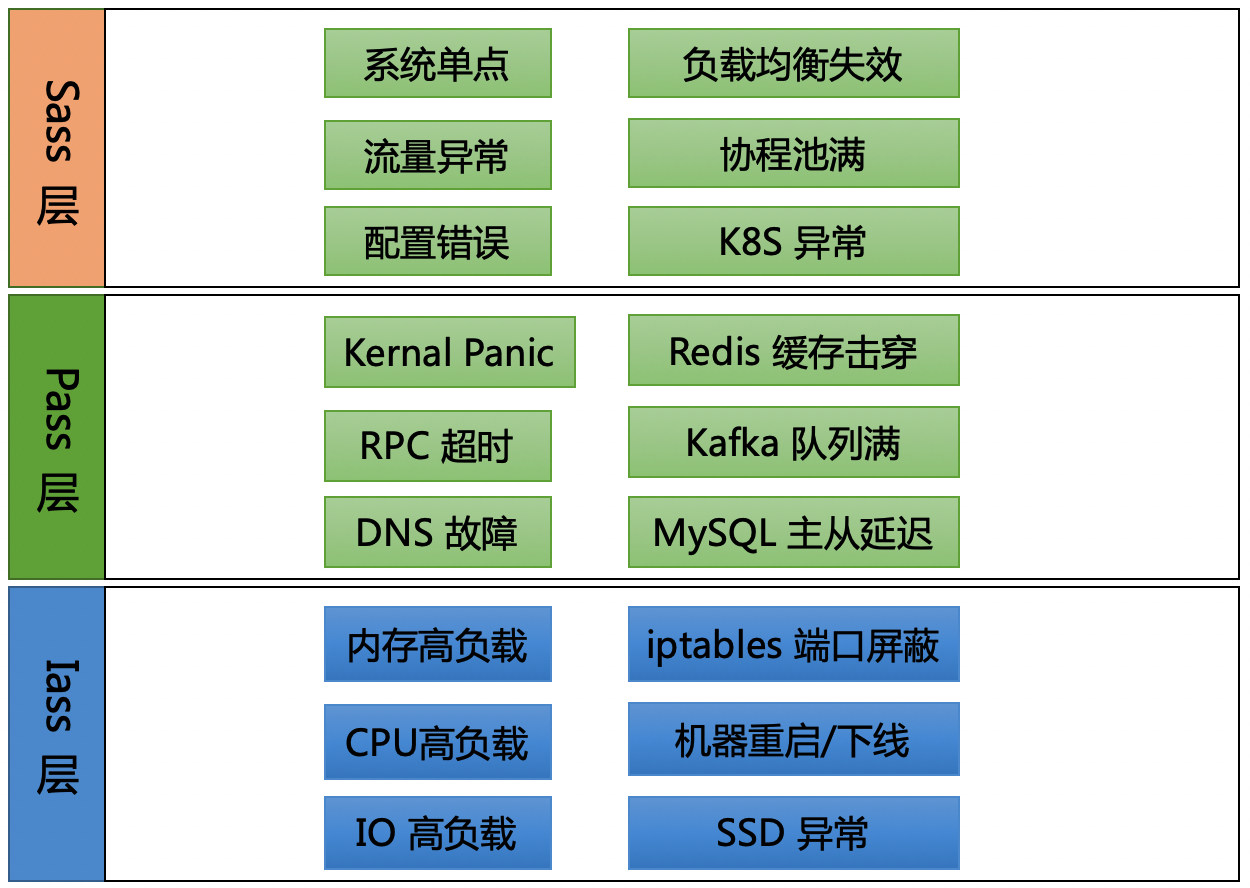 Sass 层
系统单点
负载均衡失效
流量异常
协程池满
配置错误
K8S 异常
Pass 层
Kernal Panic
Redis 缓存击穿
RPC 超时
Kafka 队列满
DNS 故障
MySQL 主从延迟
Iass 层
内存高负载
iptables 端口屏蔽
CPU高负载
机器重启/下线
IO 高负载
SSD 异常